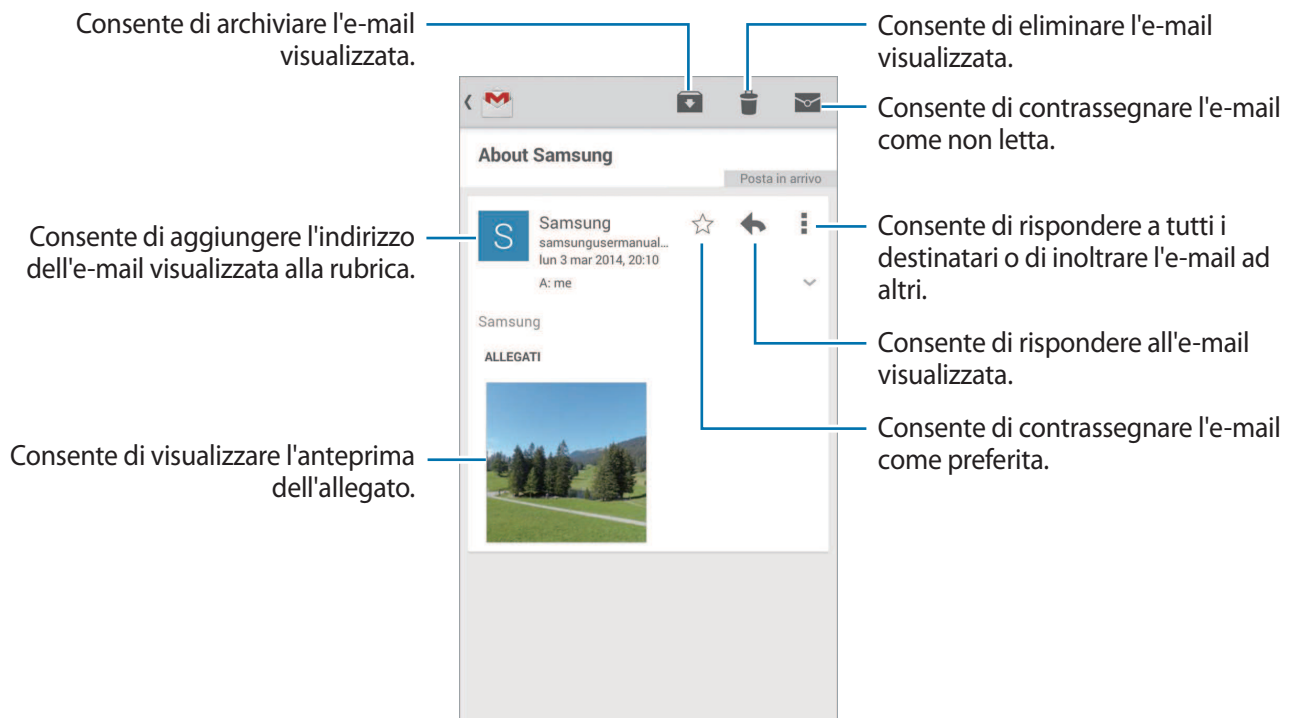 Consente di archiviare l'e-mail
visualizzata.
Consente di eliminare l'e-mail
visualizzata.
Consente di contrassegnare l'e-mail
come non letta.
About Samsung
Posta in arrivo
Consente di aggiungere l'indirizzo
dell'e-mail visualizzata alla rubrica.
S
Samsung
samsungusermanual...
lun 3 mar 2014, 20:10
A: me
Consente di rispondere a tutti i
destinatari o di inoltrare l'e-mail ad
altri.
Samsung
ALLEGATI
Consente di rispondere all'e-mail
visualizzata.
Consente di contrassegnare l'e-mail
come preferita.
Consente di visualizzare l'anteprima
dell'allegato.